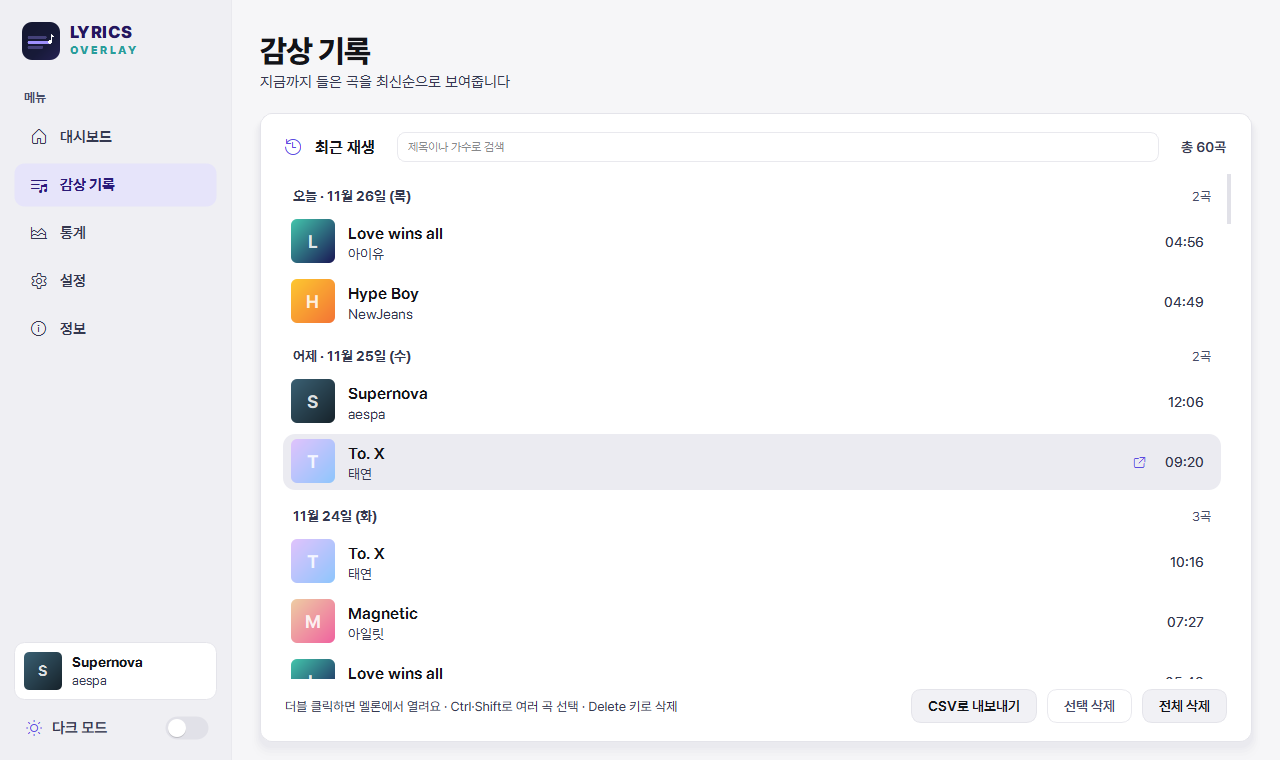 LYRICS
OVERLAY
메뉴
대시보드
감상 기록
통계
설정
정보
S
Supernova
aespa
다크 모드
감상 기록
지금까지 들은 곡을 최신순으로 보여줍니다
최근 재생
제목이나 가수로 검색
총 60곡
오늘 · 11월 26일 (목)
2곡
L
Love wins all
04:56
아이유
H
Hype Boy
04:49
NewJeans
어제 · 11월 25일 (수)
2곡
S
Supernova
12:06
aespa
T
To. X
09:20
태연
11월 24일 (화)
3곡
T
To. X
10:16
태연
M
Magnetic
07:27
아일릿
Love wins all
더블 클릭하면 멜론에서 열려요 · Ctrl·Shift로 여러 곡 선택 · Delete 키로 삭제
CSV로 내보내기
선택 삭제
전체 삭제